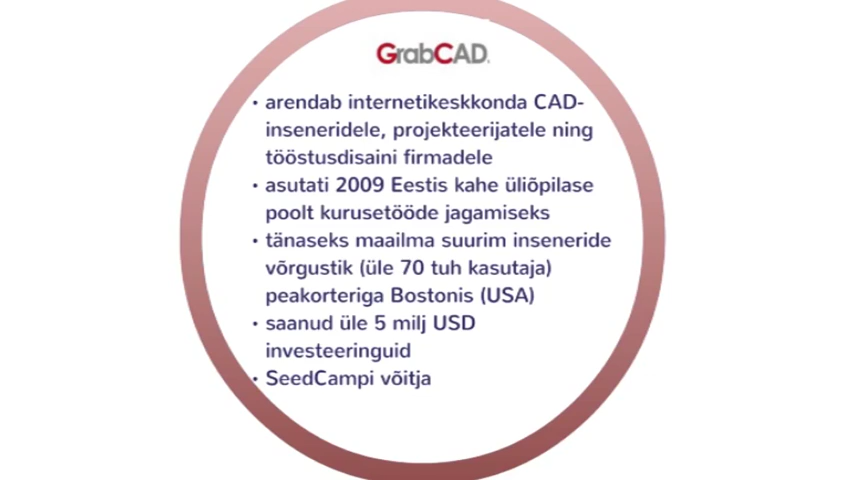 GrabCAD
• arendab internetikeskkonda CAD-
inseneridele, projekteerijatele ning
tööstusdisaini firmadele
• asutati 2009 Eestis kahe üliõpilase
poolt kurusetööde jagamiseks
• tänaseks maailma suurim inseneride
võrgustik (üle 70 tuh kasutaja)
peakorteriga Bostonis (USA)
• saanud üle 5 milj USD
investeeringuid
• SeedCampi võitja